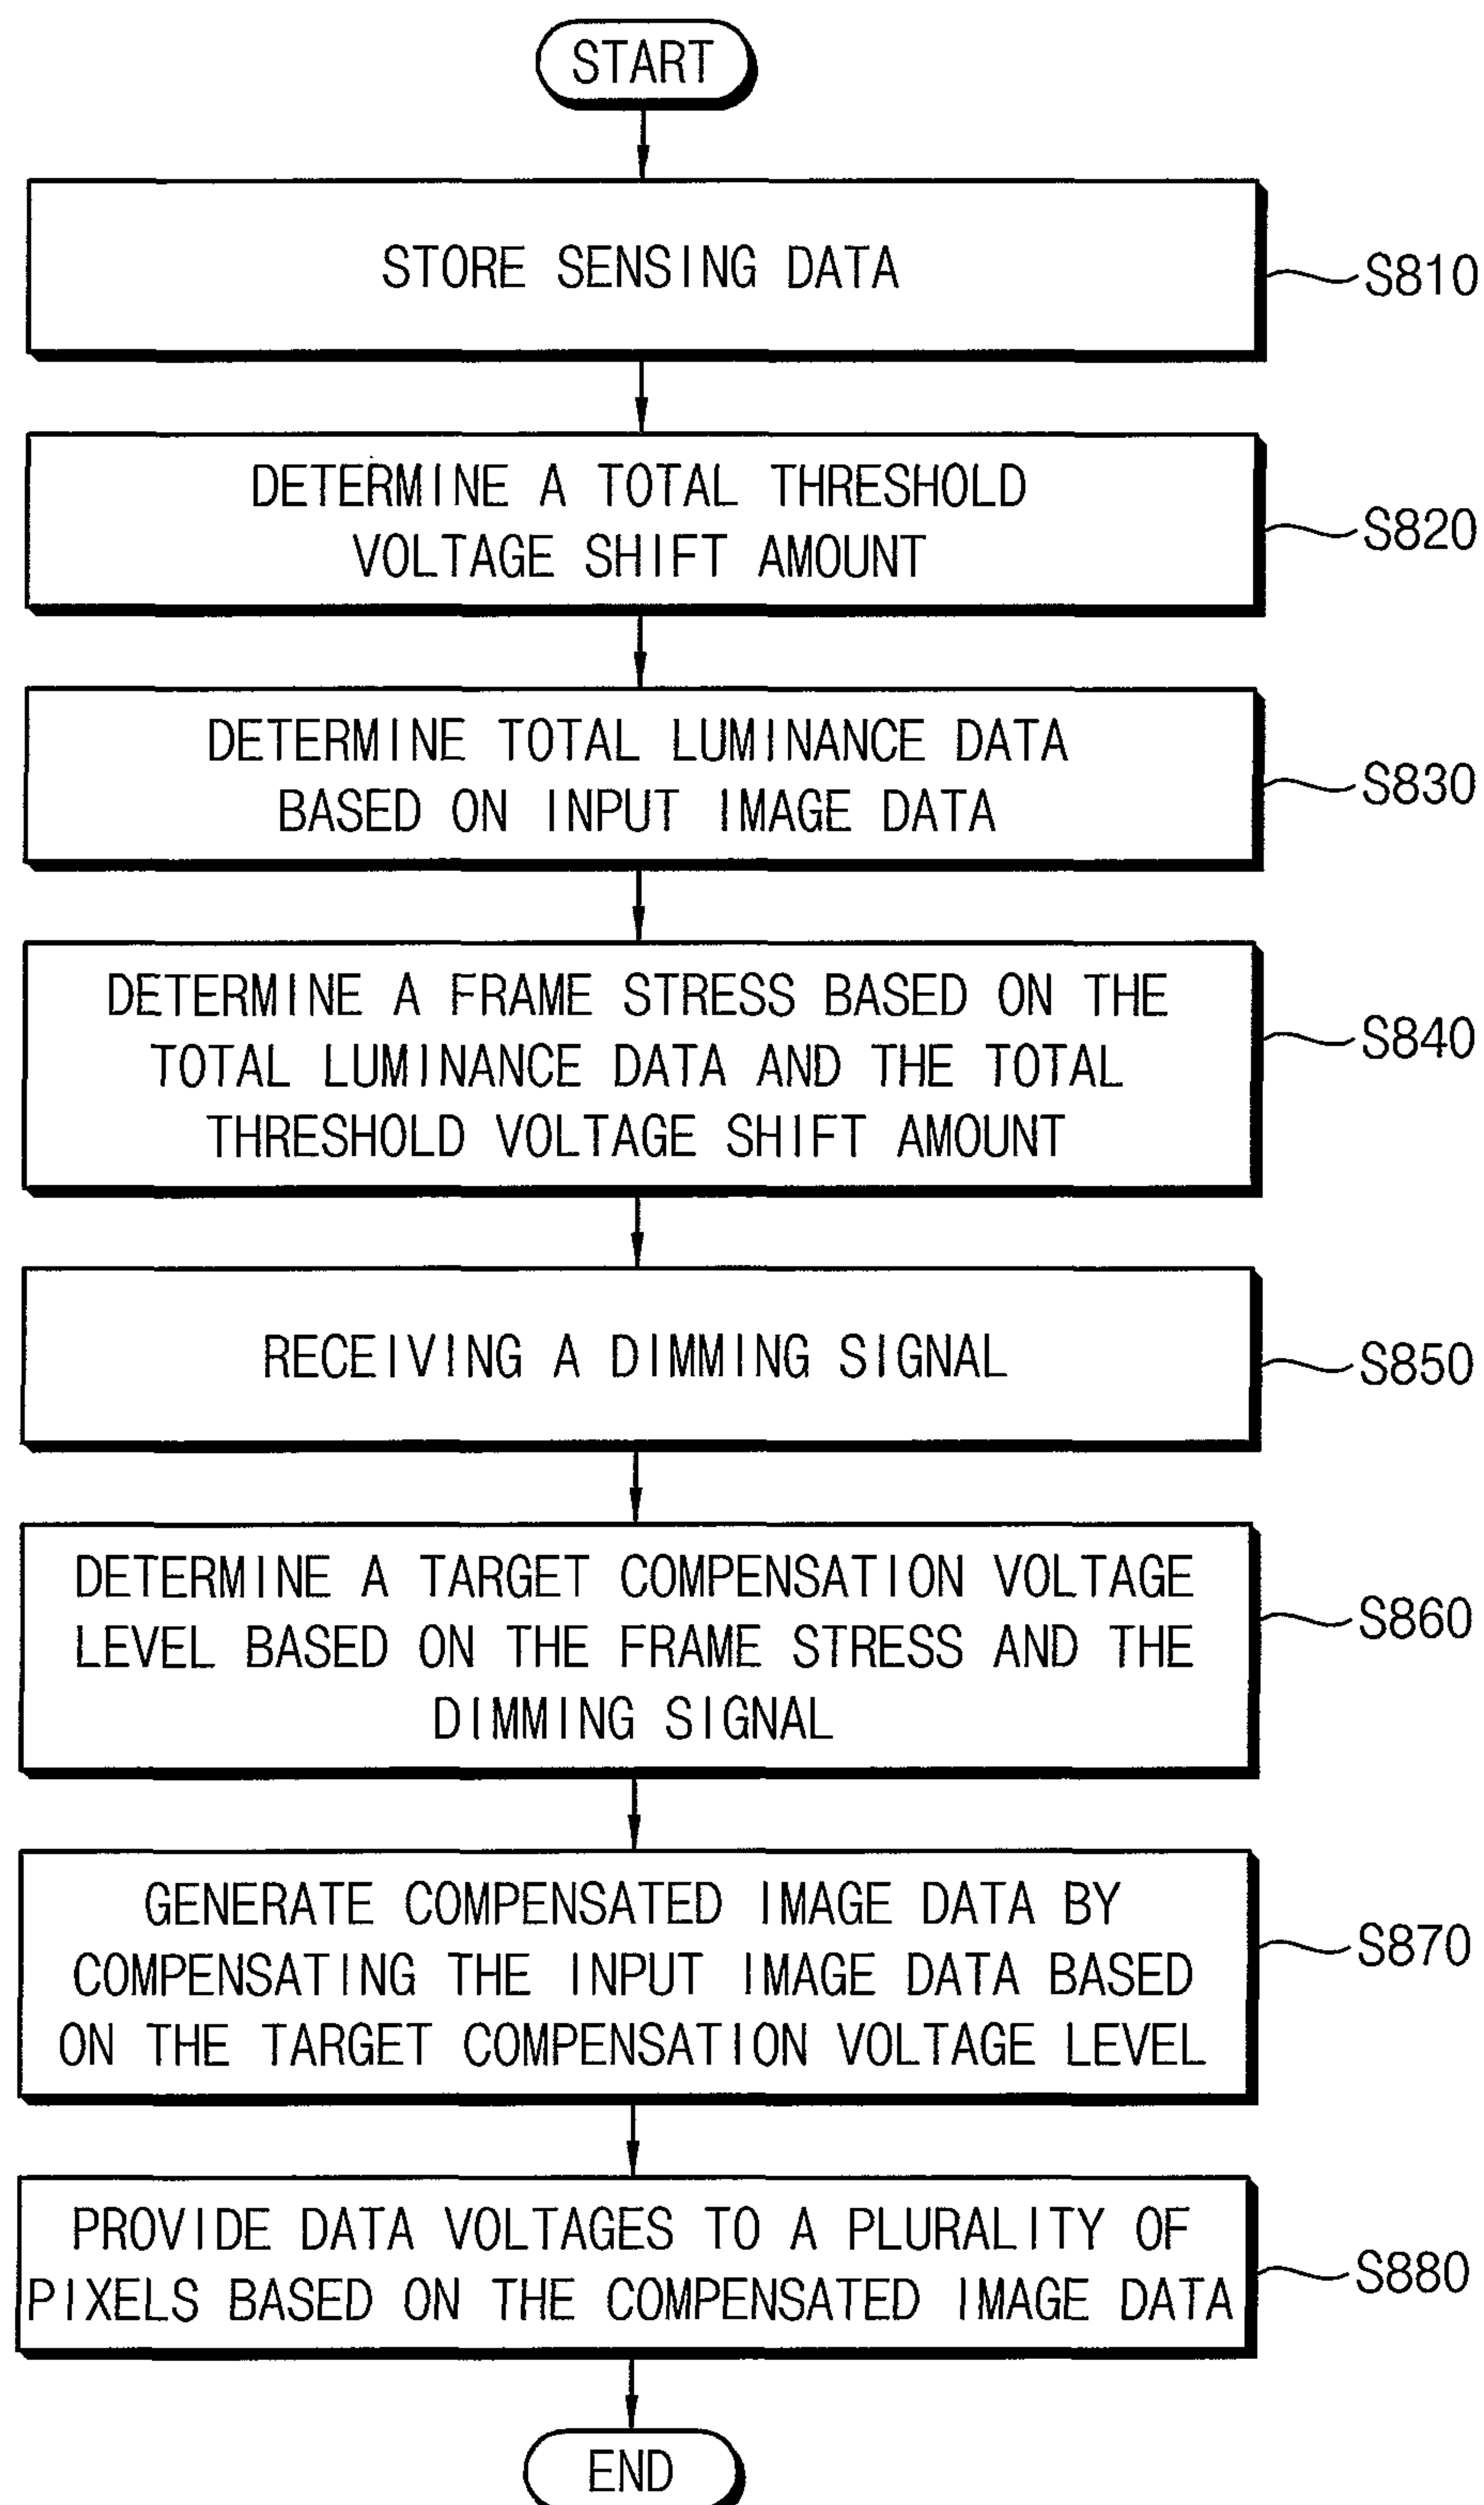 START
STORE SENSING DATA
S810
DETERMINE A TOTAL THRESHOLD
VOLTAGE SHIFT AMOUNT
S820
DETERMINE TOTAL LUMINANCE DATA
BASED ON INPUT IMAGE DATA
S830
DETERMINE A FRAME STRESS BASED ON THE
TOTAL LUMINANCE DATA AND THE TOTAL
THRESHOLD VOLTAGE SHIFT AMOUNT
S840
RECEIVING A DIMMING SIGNAL
S850
DETERMINE A TARGET COMPENSATION VOLTAGE
LEVEL BASED ON THE FRAME STRESS AND THE
DIMMING SIGNAL
S860
GENERATE COMPENSATED IMAGE DATA BY
COMPENSATING THE INPUT IMAGE DATA BASED
ON THE TARGET COMPENSATION VOLTAGE LEVEL
S870
PROVIDE DATA VOLTAGES TO A PLURALITY OF
PIXELS BASED ON THE COMPENSATED IMAGE DATA
S880
END